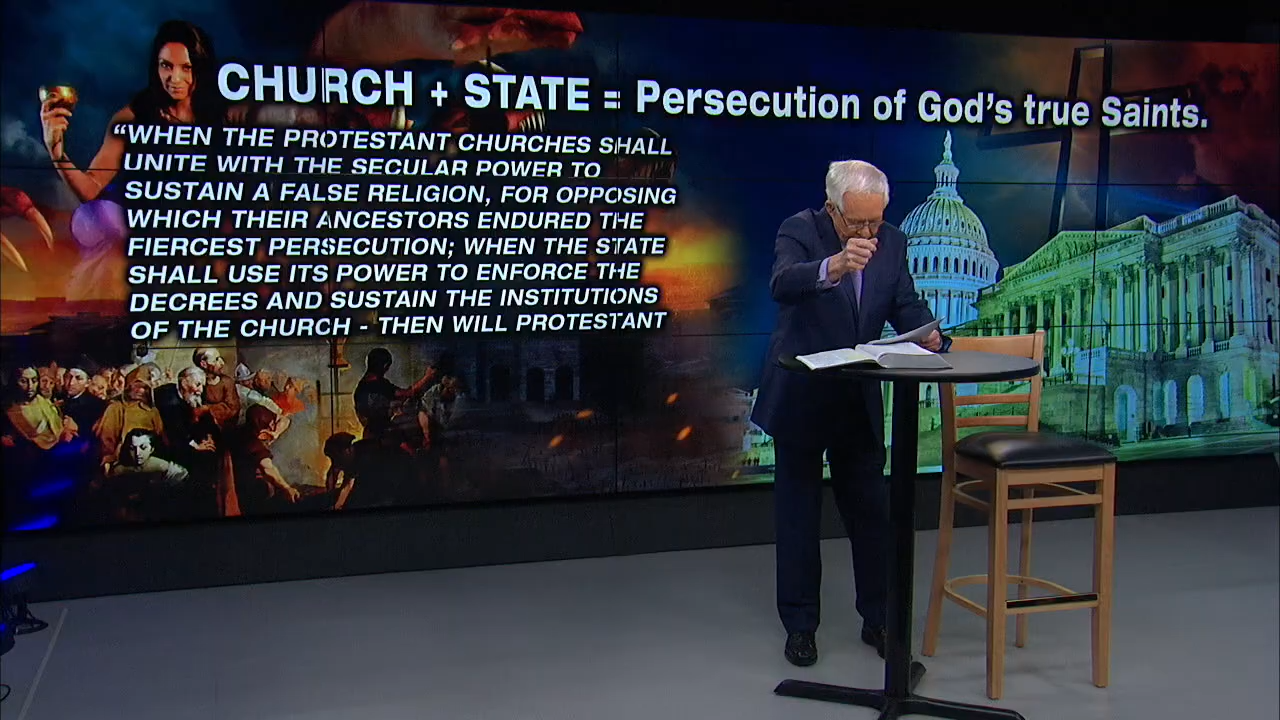 CHURCH + STATE = Persecution of God's true Saints.
“WHEN THE PROTESTANT CHURCHES SHALL
UNITE WITH THE SECULAR POWER TO
SUSTAIN A FALSE RELIGION, FOR OPPOSING
WHICH THEIR ANCESTORS ENDURED THE
FIERCEST PERSECUTION; WHEN THE STATE
SHALL USE ITS POWER TO ENFORCE THE
DECREES AND SUSTAIN THE INSTITUTIONS
OF THE CHURCH - THEN WILL PROTESTANT